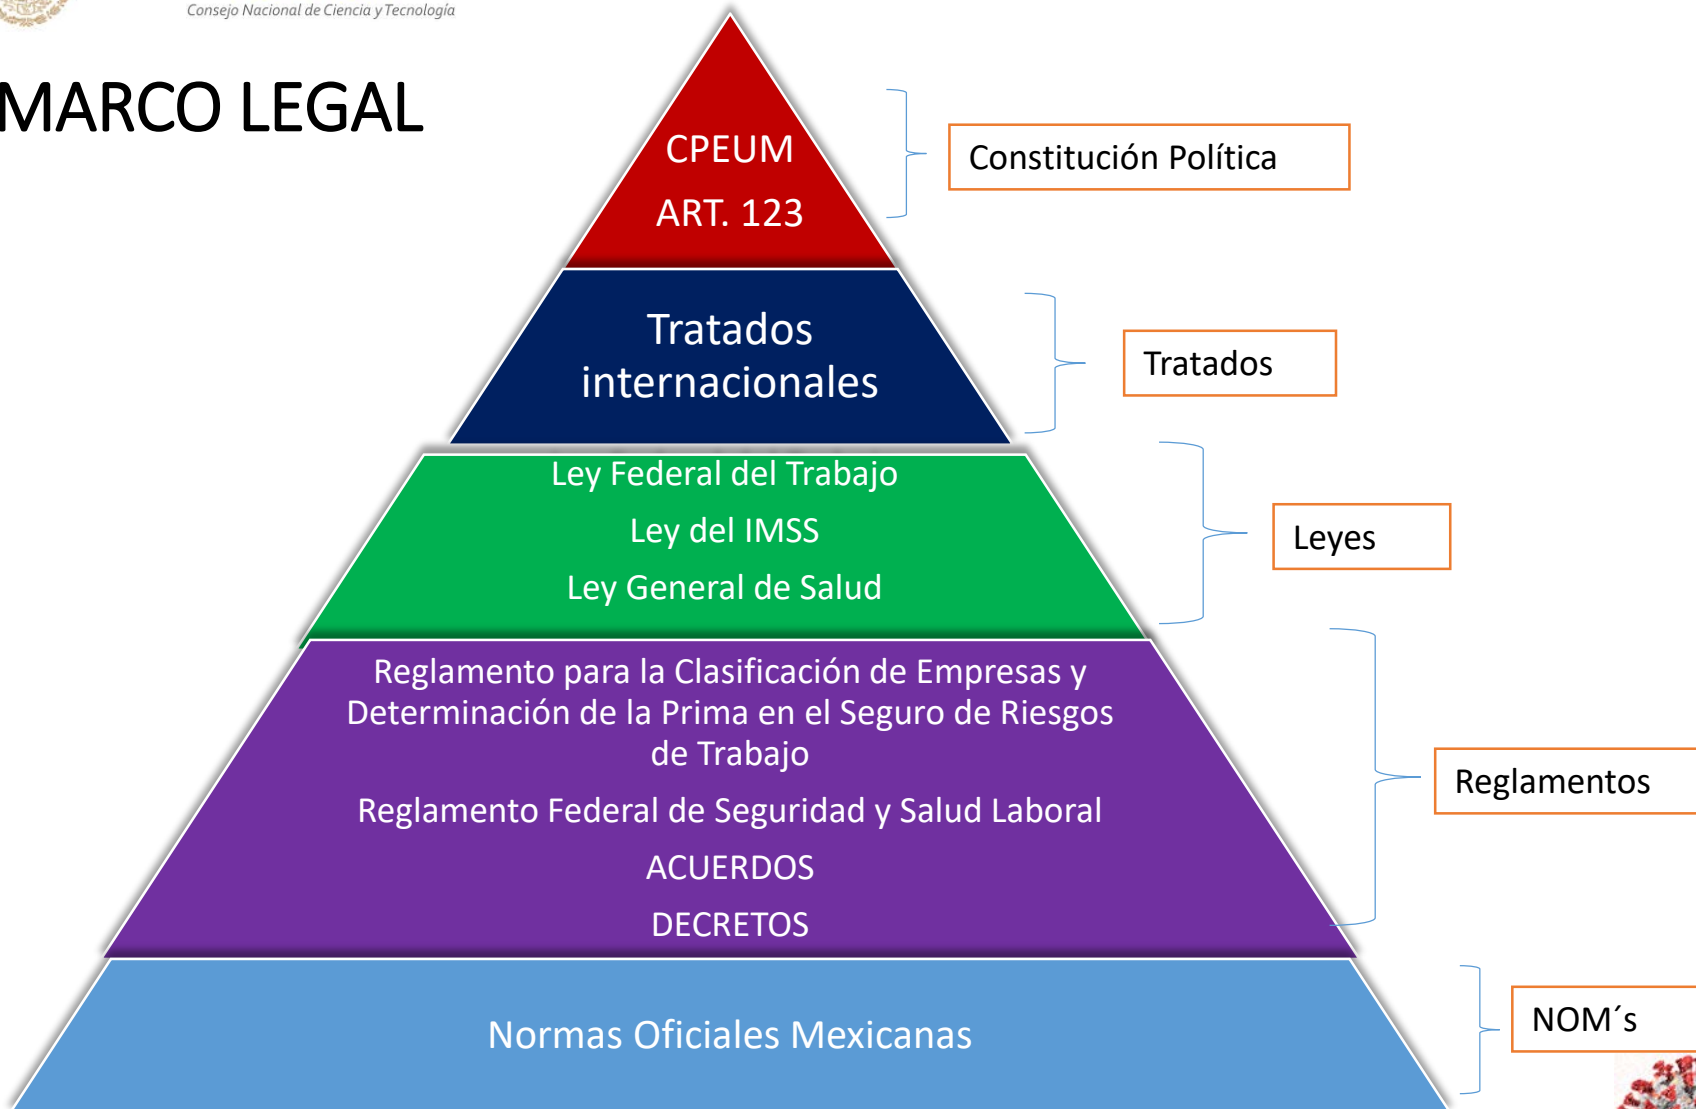 Consejo Nacional de Ciencia y Tecnología
MARCO LEGAL
CPEUM
ART. 123
Constitución Política
Tratados
internacionales
Tratados
Ley Federal del Trabajo
Ley del IMSS
Ley General de Salud
Leyes
Reglamento para la Clasificación de Empresas y
Determinación de la Prima en el Seguro de Riesgos
de Trabajo
Reglamento Federal de Seguridad y Salud Laboral
ACUERDOS
DECRETOS
Reglamentos
Normas Oficiales Mexicanas
NOM´s